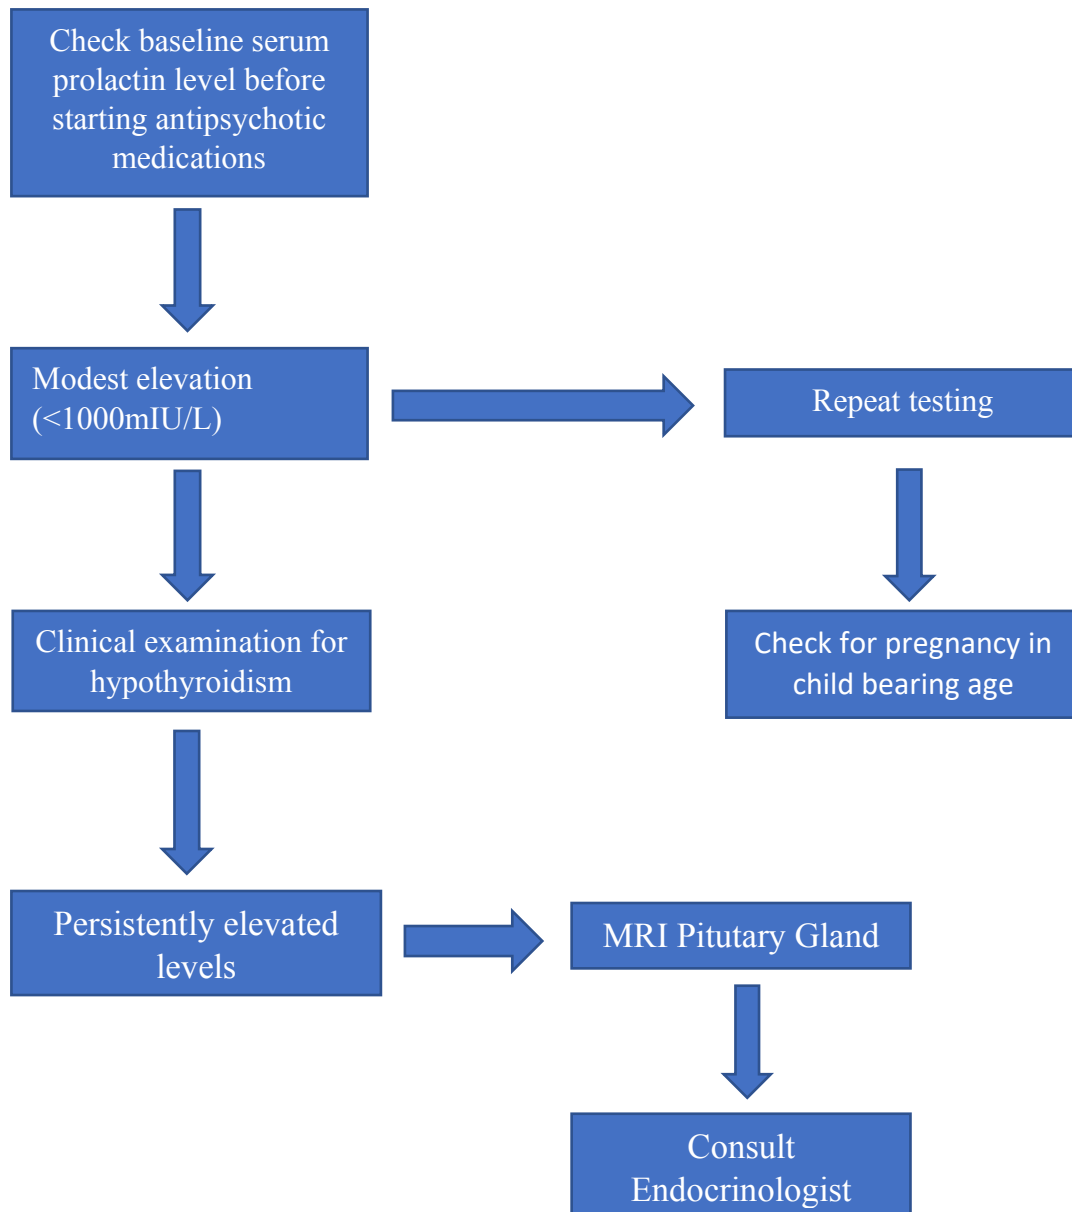 Check baseline serum
prolactin level before
starting antipsychotic
medications
Modest elevation
(<1000mIU/L)
Repeat testing
Clinical examination for
hypothyroidism
Check for pregnancy in
child bearing age
Persistently elevated
levels
MRI Pitutary Gland
Consult
Endocrinologist